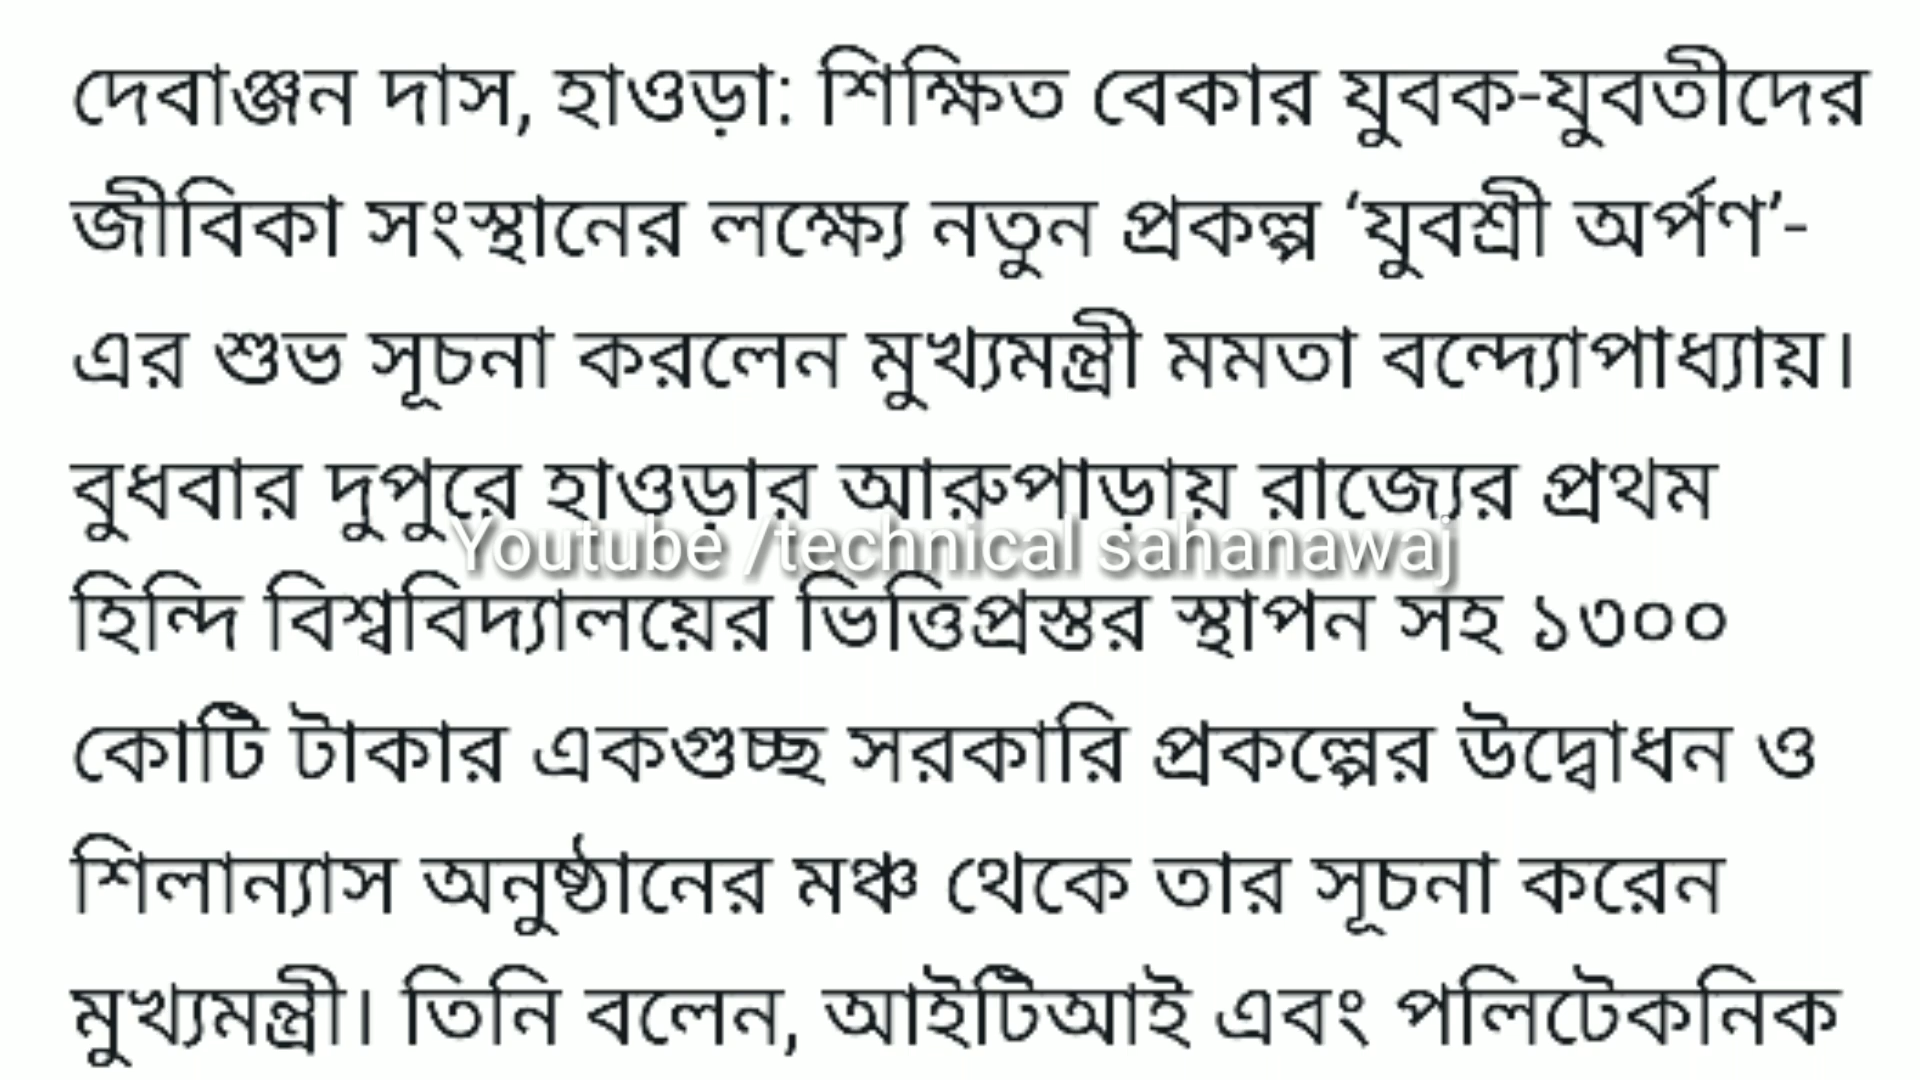 দেবাঞ্জন দাস, হাওড়া: শিক্ষিত বেকার যুবক-যুবতীদের
জীবিকা সংস্থানের লক্ষ্যে নতুন প্রকল্প ‘যুবশ্রী অর্পণ’-
এর শুভ সূচনা করলেন মুখ্যমন্ত্রী মমতা বন্দ্যোপাধ্যায়।
বুধবার দুপুরে হাওড়ার আরুপাড়ায় রাজ্যের প্রথম
Youtube /technical sahanawaj
হিন্দি বিশ্ববিদ্যালয়ের ভিত্তিপ্রস্তর স্থাপন সহ ১৩০০
কোটি টাকার একগুচ্ছ সরকারি প্রকল্পের উদ্বোধন ও
শিলান্যাস অনুষ্ঠানের মঞ্চ থেকে তার সূচনা করেন
মুখ্যমন্ত্রী। তিনি বলেন, আইটিআই এবং পলিটেকনিক